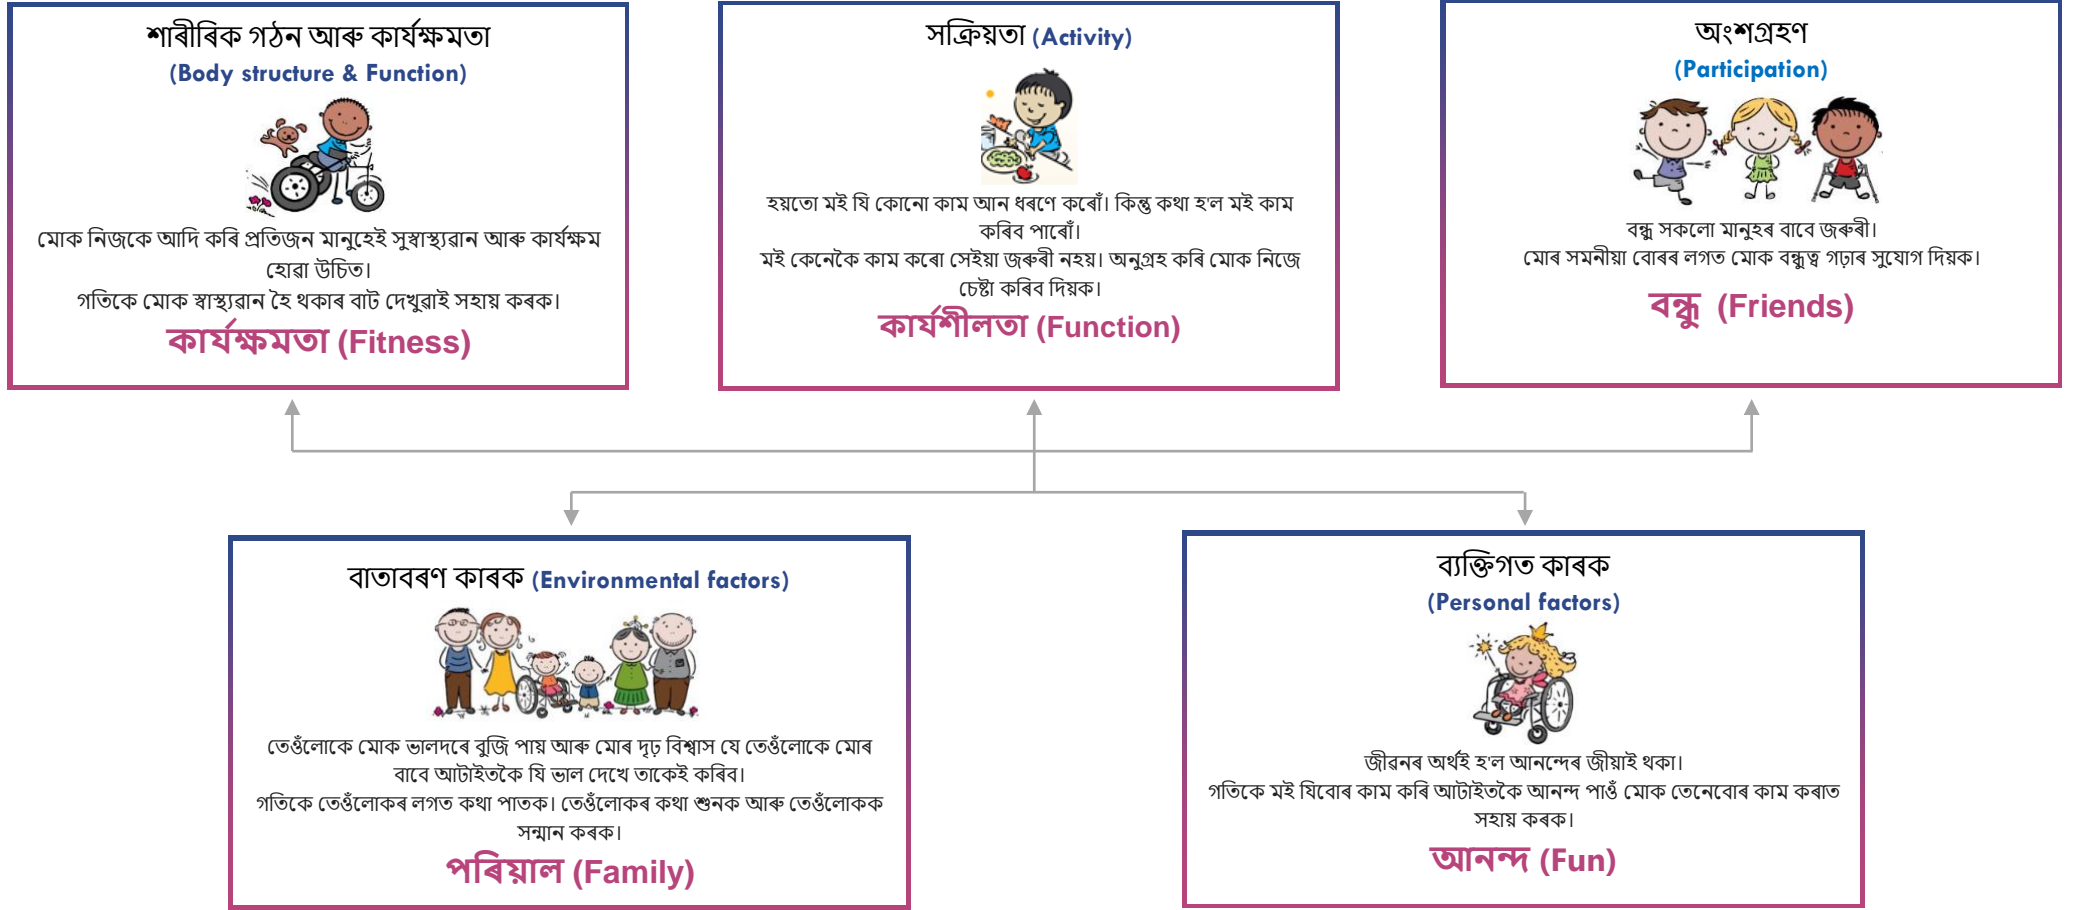 শাৰীৰিক গঠন আৰু কাৰ্যক্ষমতা
(Body structure & Function)
মোক নিজকে আদি কৰি প্ৰতিজন মানুহেই সুস্বাস্থ্যৱান আৰু কাৰ্যক্ষম
হোৱা উচিত।
গতিকে মোক স্বাস্থ্যৱান হৈ থকাৰ বাট দেখুৱাই সহায় কৰক।
কাৰ্যক্ষমতা (Fitness)
সক্ৰিয়তা (Activity)
হয়তো মই যি কোনো কাম আন ধৰণে কৰোঁ। কিন্তু কথা হ'ল মই কাম
কৰিব পাৰোঁ।
মই কেনেকৈ কাম কৰো সেইয়া জৰুৰী নহয়। অনুগ্ৰহ কৰি মোক নিজে
চেষ্টা কৰিব দিয়ক।
কাৰ্যশীলতা (Function)
অংশগ্ৰহণ
(Participation)
বন্ধু সকলো মানুহৰ বাবে জৰুৰী।
মোৰ সমনীয়া বোৰৰ লগত মোক বন্ধুত্ব গঢ়াৰ সুযোগ দিয়ক।
বন্ধু (Friends)
বাতাবৰণ কাৰক (Environmental factors)
তেওঁলোকে মোক ভালদৰে বুজি পায় আৰু মোৰ দৃঢ় বিশ্বাস যে তেওঁলোকে মোৰ
বাবে আটাইতকৈ যি ভাল দেখে তাকেই কৰিব।
গতিকে তেওঁলোকৰ লগত কথা পাতক। তেওঁলোকৰ কথা শুনক আৰু তেওঁলোকক
সন্মান কৰক।
পৰিয়াল (Family)
ব্যক্তিগত কাৰক
(Personal factors)
জীৱনৰ অৰ্থই হ'ল আনন্দেৰ জীয়াই থকা।
গতিকে মই যিবোৰ কাম কৰি আটাইতকৈ আনন্দ পাওঁ মোক তেনেবোৰ কাম কৰাত
সহায় কৰক।
আনন্দ (Fun)